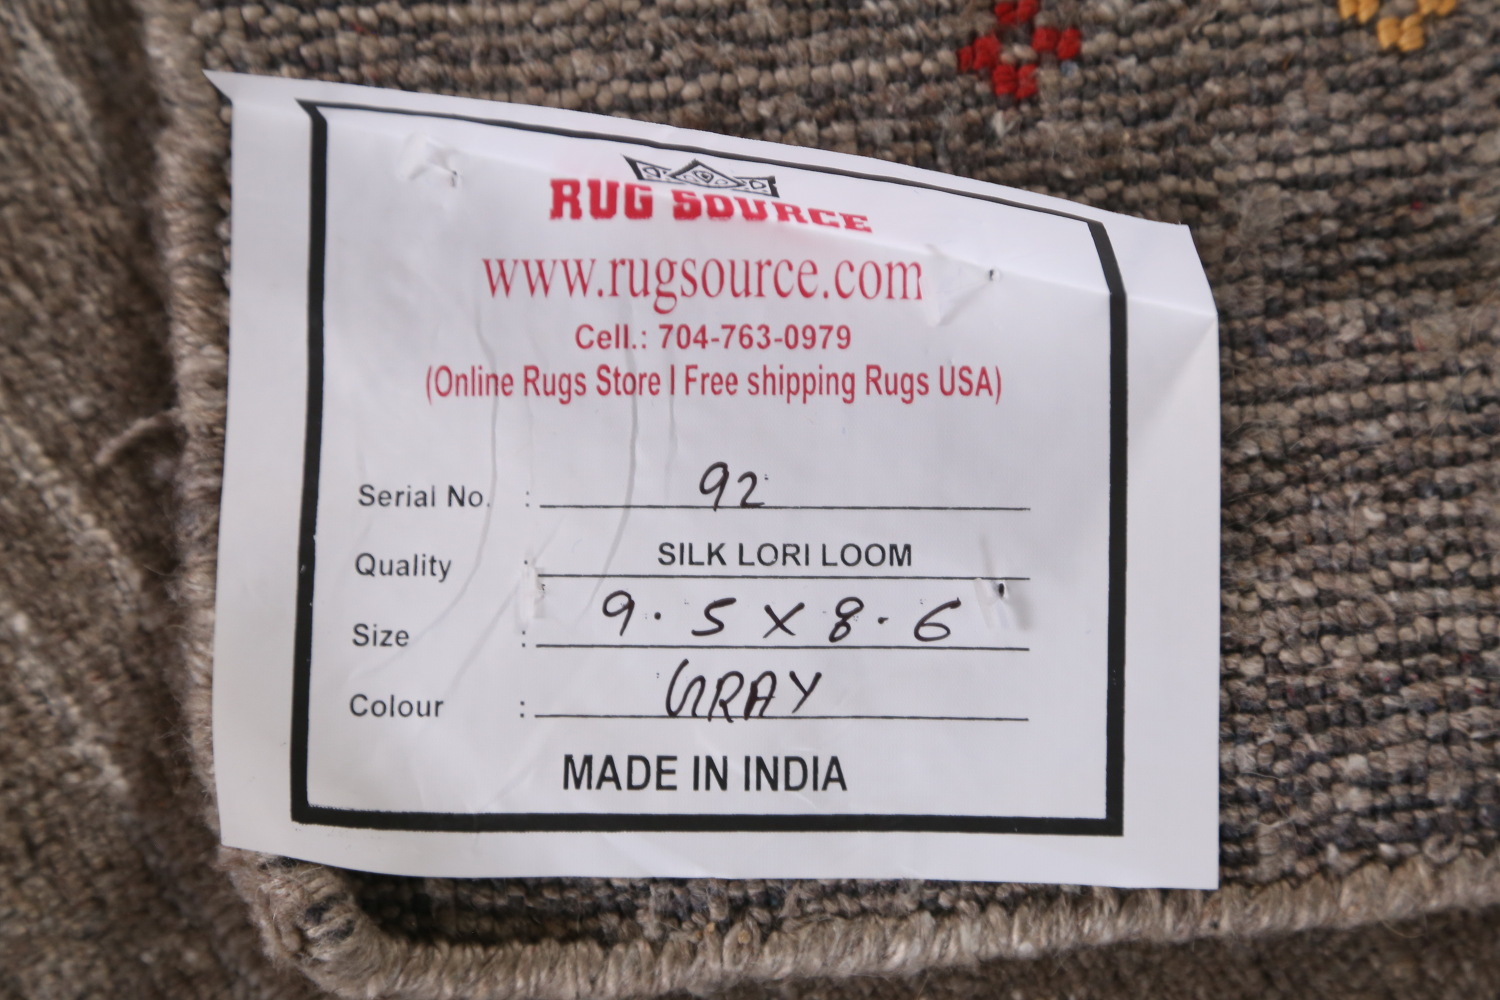 RUG SOURCE
www.rugsource.com
Cell.: 704-763-0979
(Online Rugs Store I Free shipping Rugs USA)
Serial No. : 92
Quality : SILK LORI LOOM
Size : 9.5 x 8.6
Colour : GRAY
MADE IN INDIA